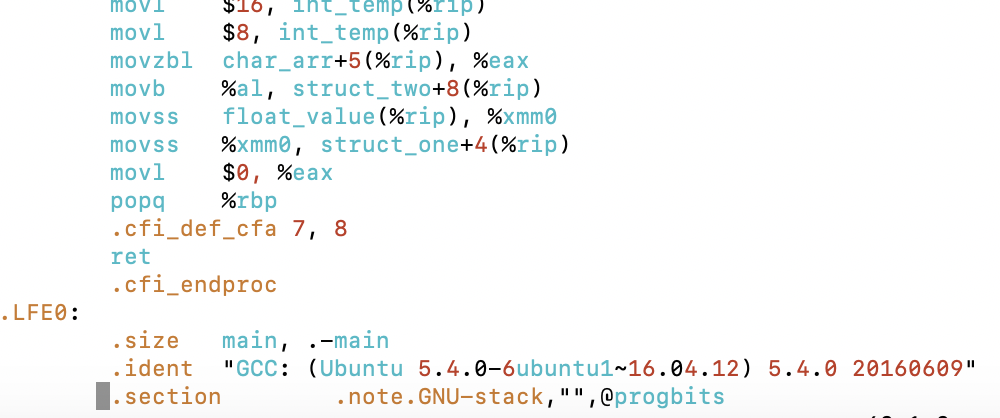 movl $16, int_temp(%rip)
movl $8, int_temp(%rip)
movzbl char_arr+5(%rip), %eax
movb %al, struct_two+8(%rip)
movss float_value(%rip), %xmm0
movss %xmm0, struct_one+4(%rip)
movl $0, %eax
popq %rbp
.cfi_def_cfa 7, 8
ret
.cfi_endproc
.LFE0:
.size main, .-main
.ident "GCC: (Ubuntu 5.4.0-6ubuntu1~16.04.12) 5.4.0 20160609"
.section .note.GNU-stack,"",@progbits